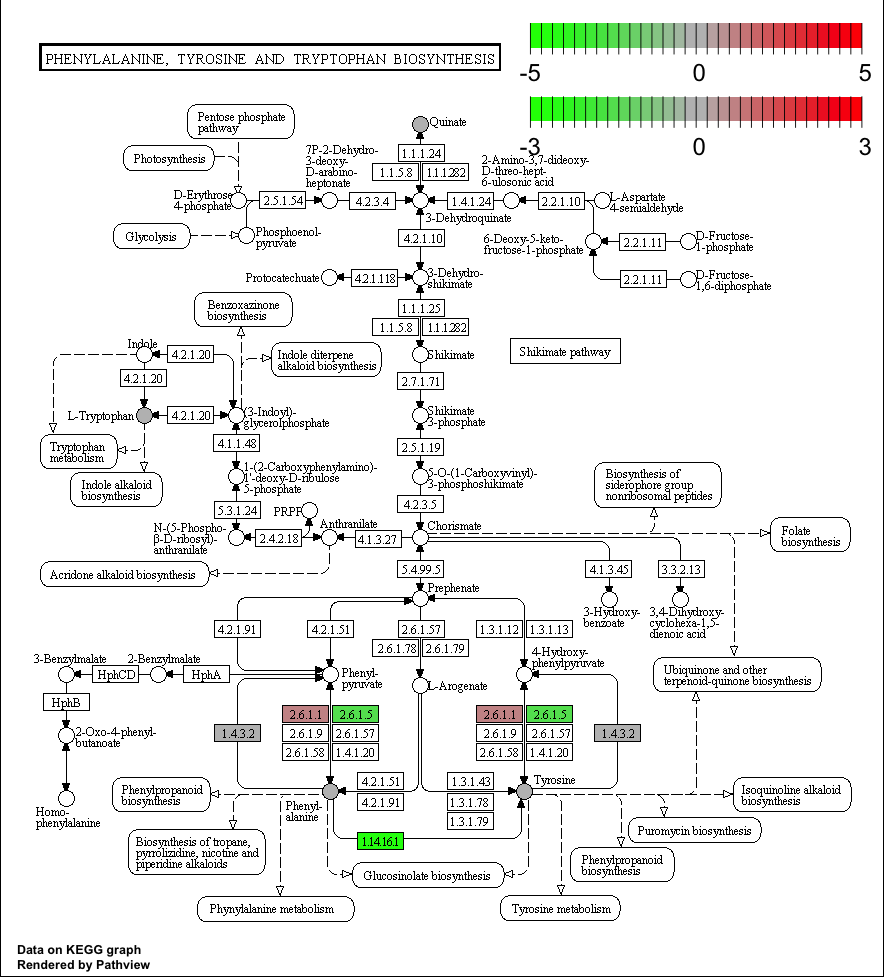 PHENYLALANINE, TYROSINE AND TRYPTOPHAN BIOSYNTHESIS
-5
0
5
-3
0
3
Pentose phosphate
pathway
Photosynthesis
Glycolysis
Quinate
1.1.1.24
1.1.5.8
1.1.1.282
7P-2-Dehydro-
3-deoxy-
D-arabino-
heptonate
2-Amino-3,7-dideoxy-
D-threo-hept-
6-ulosonic acid
D-Erythrose
4-phosphate
2.5.1.54
4.2.3.4
1.4.1.24
2.2.1.10
L-Aspartate
4-semialdehyde
3-Dehydroquinate
Phosphoenol-
pyruvate
4.2.1.10
6-Deoxy-5-keto-
fructose-1-phosphate
2.2.1.11
D-Fructose-
1-phosphate
Protocatechuate
4.2.1.118
3-Dehydro-
shikimate
2.2.1.11
D-Fructose-
1,6-diphosphate
Benzoxazinone
biosynthesis
1.1.1.25
1.1.5.8
1.1.1.282
Indole
4.2.1.20
Indole diterpene
alkaloid biosynthesis
Shikimate
Shikimate pathway
4.2.1.20
2.7.1.71
L-Tryptophan
4.2.1.20
(3-Indoyl)-
glycerolphosphate
Shikimate
3-phosphate
Tryptophan
metabolism
4.1.1.48
2.5.1.19
Indole alkaloid
biosynthesis
1-(2-Carboxyphenylamino)-
1'-deoxy-D-ribulose
5-phosphate
5-O-(1-Carboxyvinyl)-
3-phosphoshikimate
Biosynthesis of
siderophore group
nonribosomal peptides
5.3.1.24
PRPP
4.2.3.5
N-(5-Phospho-
β-D-ribosyl)-
anthranilate
2.4.2.18
Anthranilate
4.1.3.27
Chorismate
Folate
biosynthesis
Acridone alkaloid biosynthesis
5.4.99.5
4.1.3.45
3.3.2.13
Prephenate
3-Hydroxy-
benzoate
3,4-Dihydroxy-
cyclohexa-1,5-
dienoic acid
4.2.1.91
4.2.1.51
2.6.1.57
2.6.1.78
2.6.1.79
1.3.1.12
1.3.1.13
3-Benzylmalate
2-Benzylmalate
HphCD
HphA
Phenyl-
pyruvate
4-Hydroxy-
phenylpyruvate
L-Arogenate
Ubiquinone and other
terpenoid-quinone biosynthesis
HphB
2-Oxo-4-phenyl-
butanoate
1.4.3.2
2.6.1.1
2.6.1.5
2.6.1.9
2.6.1.57
2.6.1.58
1.4.1.20
2.6.1.1
2.6.1.5
2.6.1.9
2.6.1.57
2.6.1.58
1.4.1.20
1.4.3.2
Homo-
phenylalanine
Phenylpropanoid
biosynthesis
Phenyl-
alanine
4.2.1.51
4.2.1.91
1.3.1.43
1.3.1.78
1.3.1.79
Tyrosine
Isoquinoline alkaloid
biosynthesis
Puromycin biosynthesis
Biosynthesis of tropane,
pyrrolizidine, nicotine and
piperidine alkaloids
1.14.16.1
Phenylpropanoid
biosynthesis
Glucosinolate biosynthesis
Phynylalanine metabolism
Tyrosine metabolism
Data on KEGG graph
Rendered by Pathview